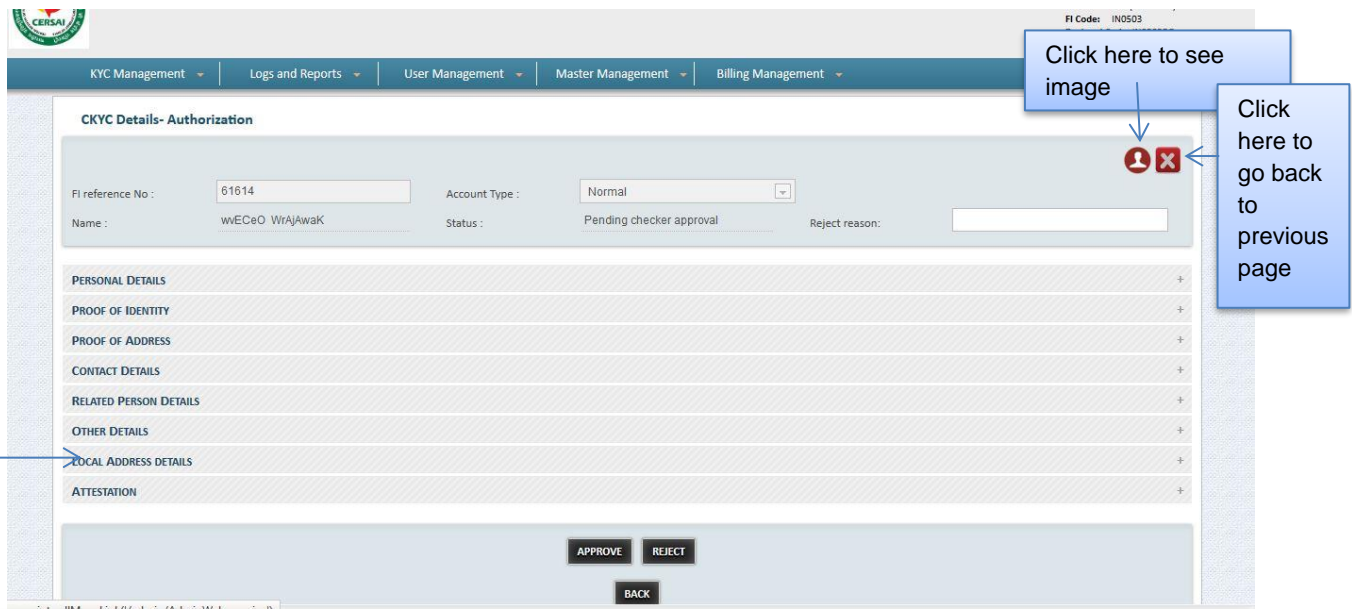 CERSAI
FI Code: IN0503
Click here to see
image
KYC Management
Logs and Reports
User Management
Master Management
Billing Management
Click
here to
go back
to
previous
page
CKYC Details- Authorization
FI reference No : 61614 Account Type : Normal
Name : wvECeO WrAjAwaK Status : Pending checker approval Reject reason:
PERSONAL DETAILS +
PROOF OF IDENTITY +
PROOF OF ADDRESS +
CONTACT DETAILS +
RELATED PERSON DETAILS +
OTHER DETAILS +
LOCAL ADDRESS DETAILS +
ATTESTATION +
APPROVE REJECT
BACK